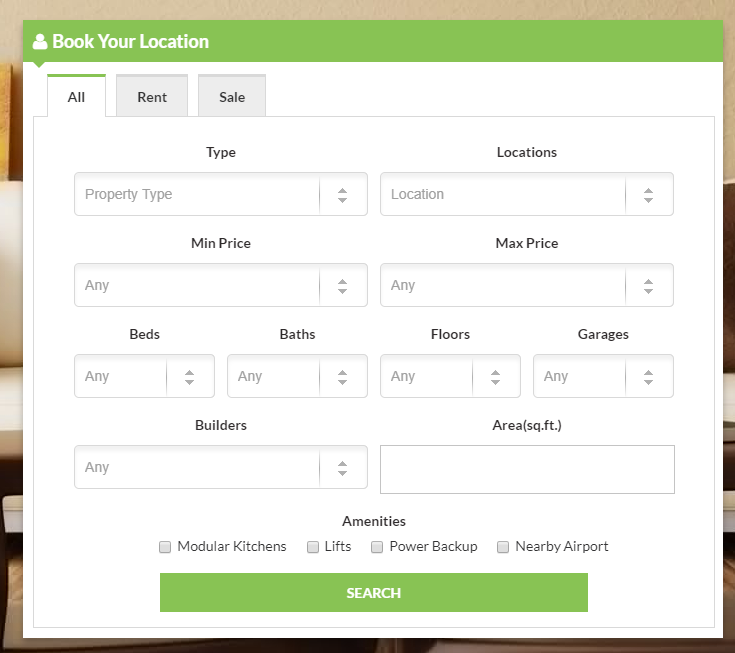 Book Your Location
All Rent Sale
Type Locations
Property Type Location
Min Price Max Price
Any Any
Beds Baths Floors Garages
Any Any Any Any
Builders Area(sq.ft.)
Any
Amenities
Modular Kitchens Lifts Power Backup Nearby Airport
SEARCH